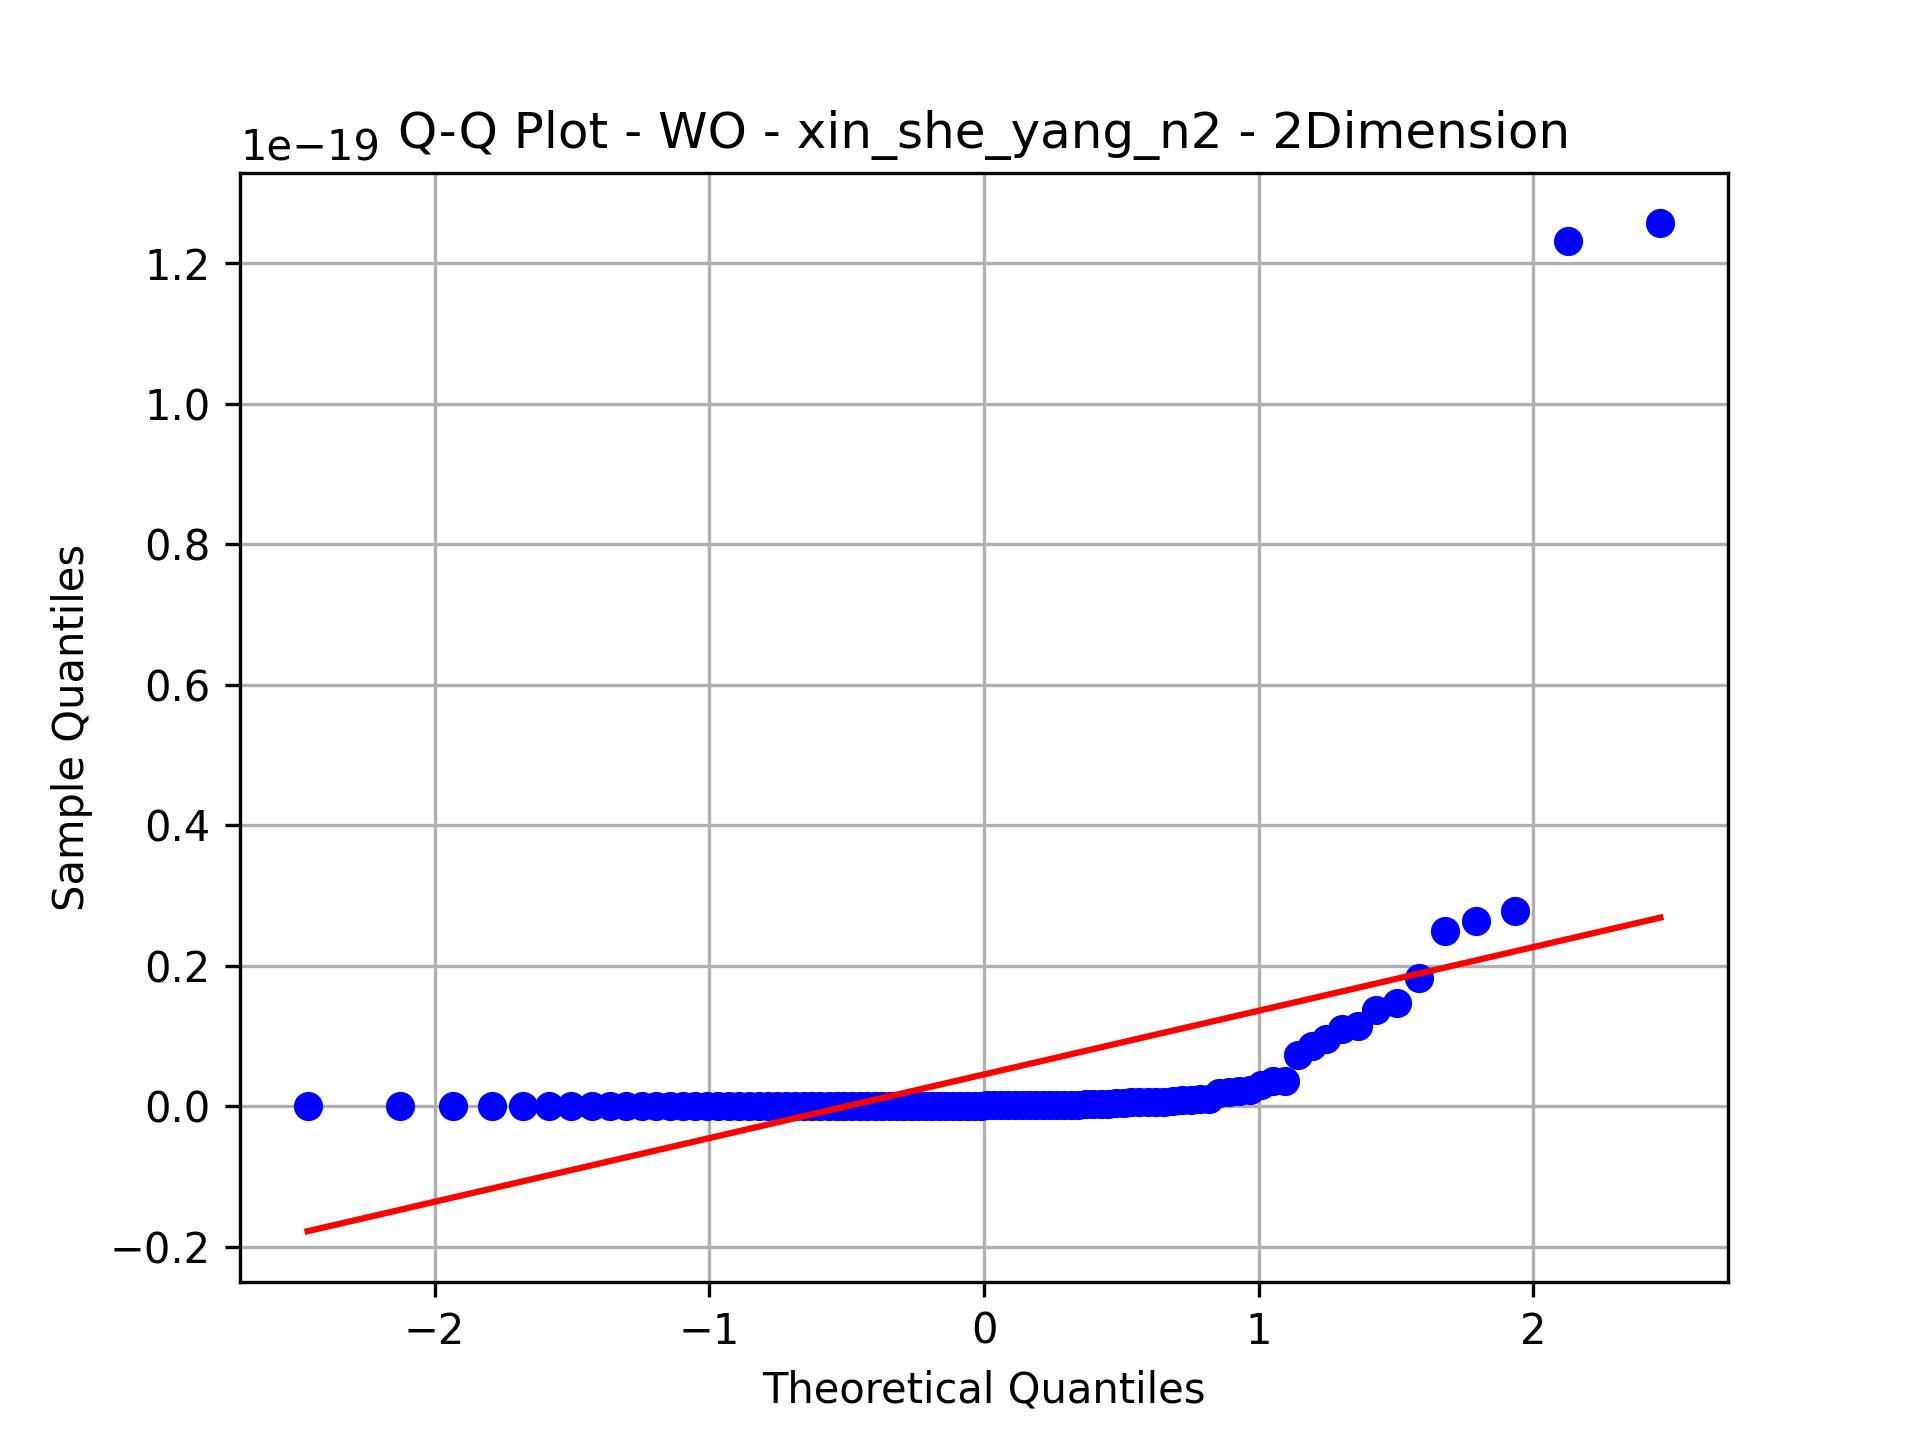 1e−19 Q-Q Plot - WO - xin_she_yang_n2 - 2Dimension
1.2
1.0
0.8
0.6
0.4
0.2
0.0
−0.2
Sample Quantiles
−2 −1 0 1 2
Theoretical Quantiles